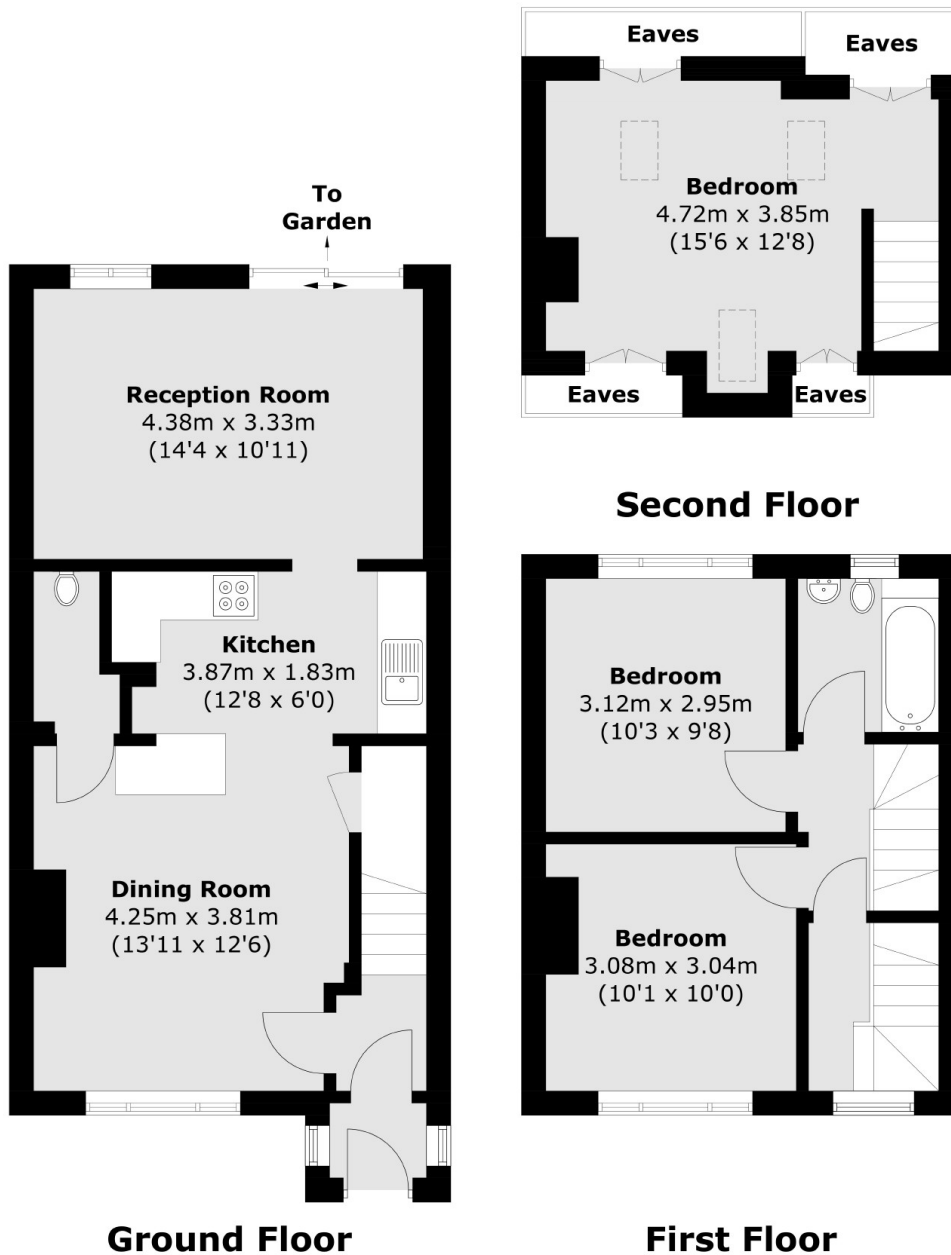 Eaves
Eaves
Bedroom
4.72m x 3.85m
(15'6 x 12'8)
Eaves
Eaves
Second Floor
To
Garden
Reception Room
4.38m x 3.33m
(14'4 x 10'11)
Kitchen
3.87m x 1.83m
(12'8 x 6'0)
Dining Room
4.25m x 3.81m
(13'11 x 12'6)
Ground Floor
Bedroom
3.12m x 2.95m
(10'3 x 9'8)
Bedroom
3.08m x 3.04m
(10'1 x 10'0)
First Floor